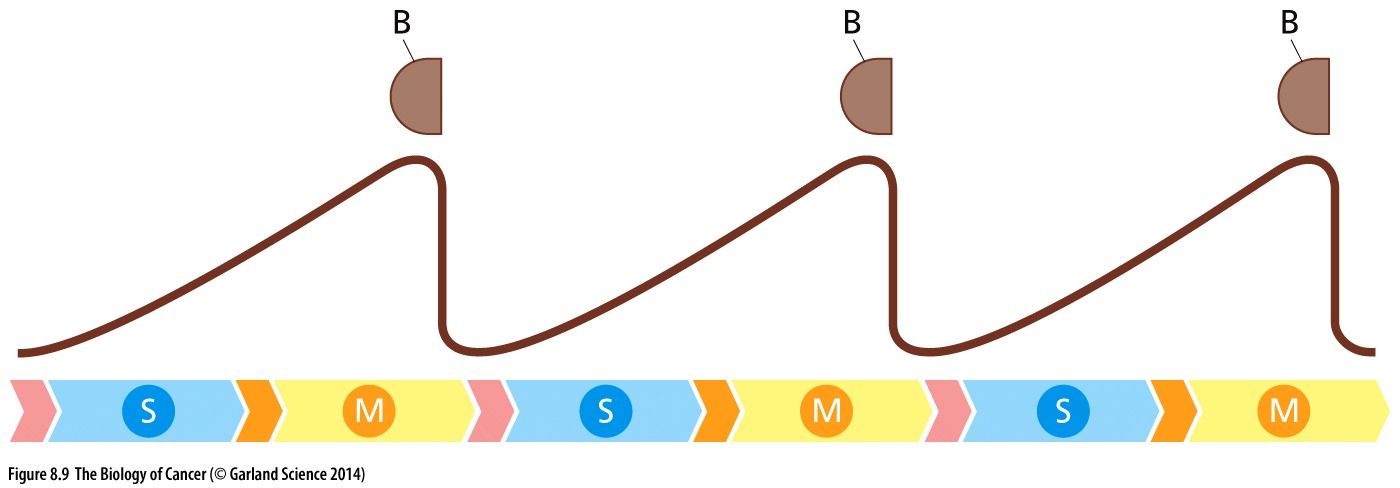 B B B
S M S M S M
Figure 8.9 The Biology of Cancer (© Garland Science 2014)